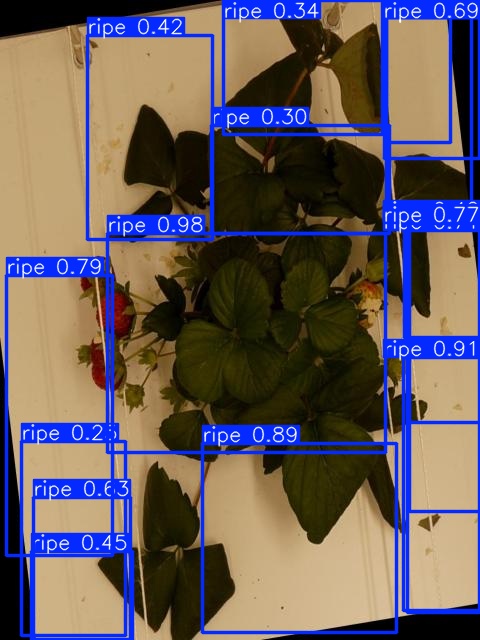 ripe 0.34
ripe 0.69
ripe 0.42
ripe 0.30
ripe 0.77
ripe 0.98
ripe 0.79
ripe 0.91
ripe 0.89
ripe 0.63
ripe 0.45